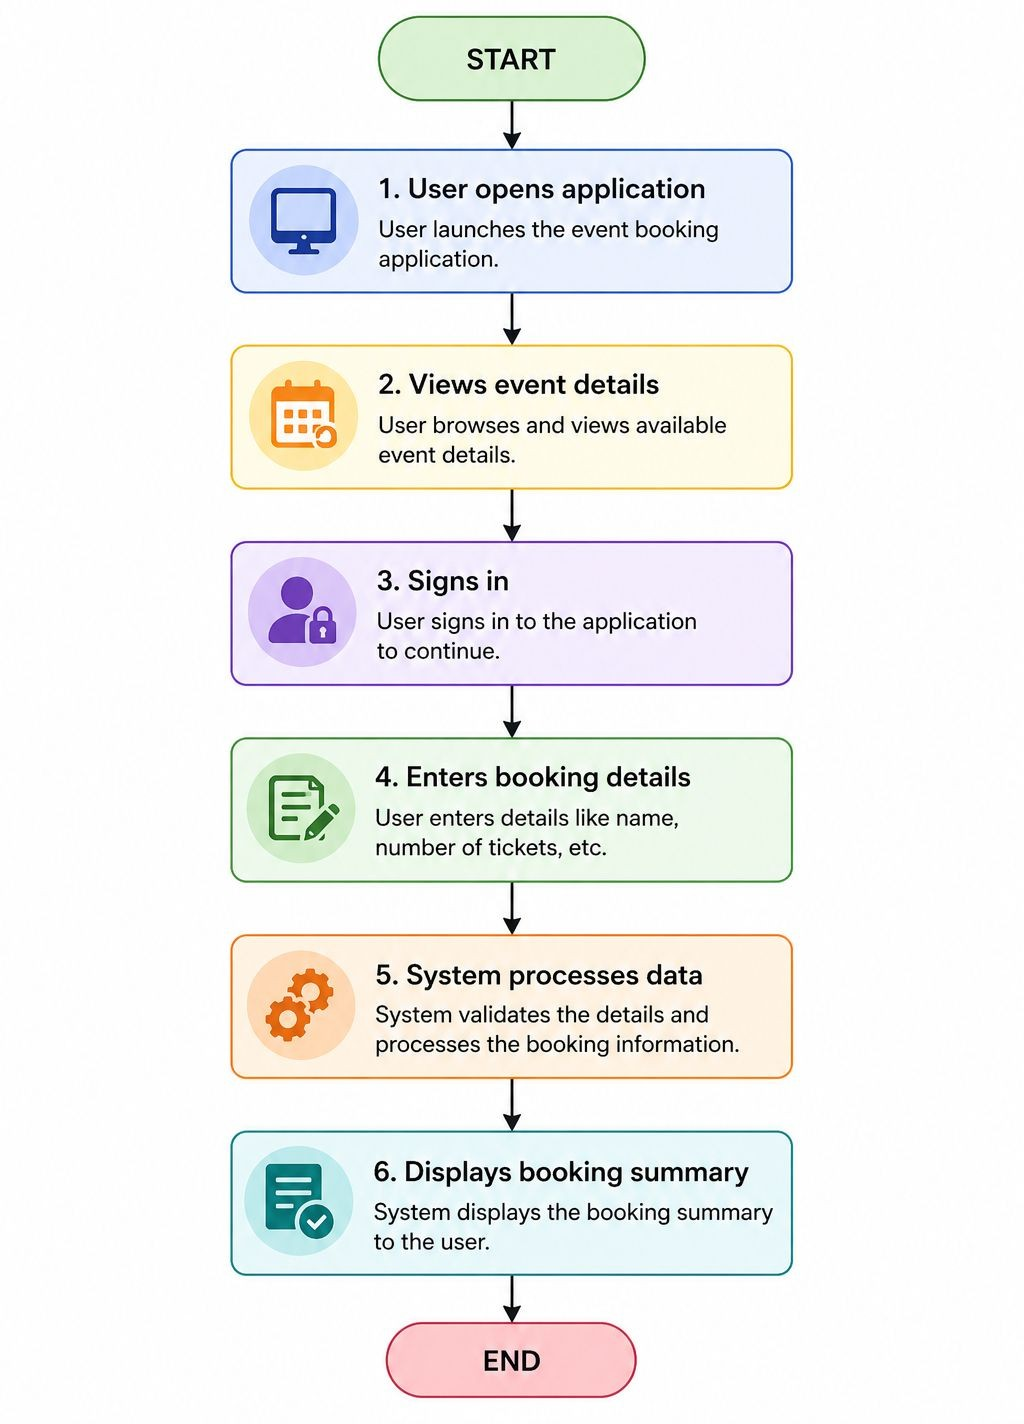 START
1. User opens application
User launches the event booking
application.
2. Views event details
User browses and views available
event details.
3. Signs in
User signs in to the application
to continue.
4. Enters booking details
User enters details like name,
number of tickets, etc.
5. System processes data
System validates the details and
processes the booking information.
6. Displays booking summary
System displays the booking summary
to the user.
END